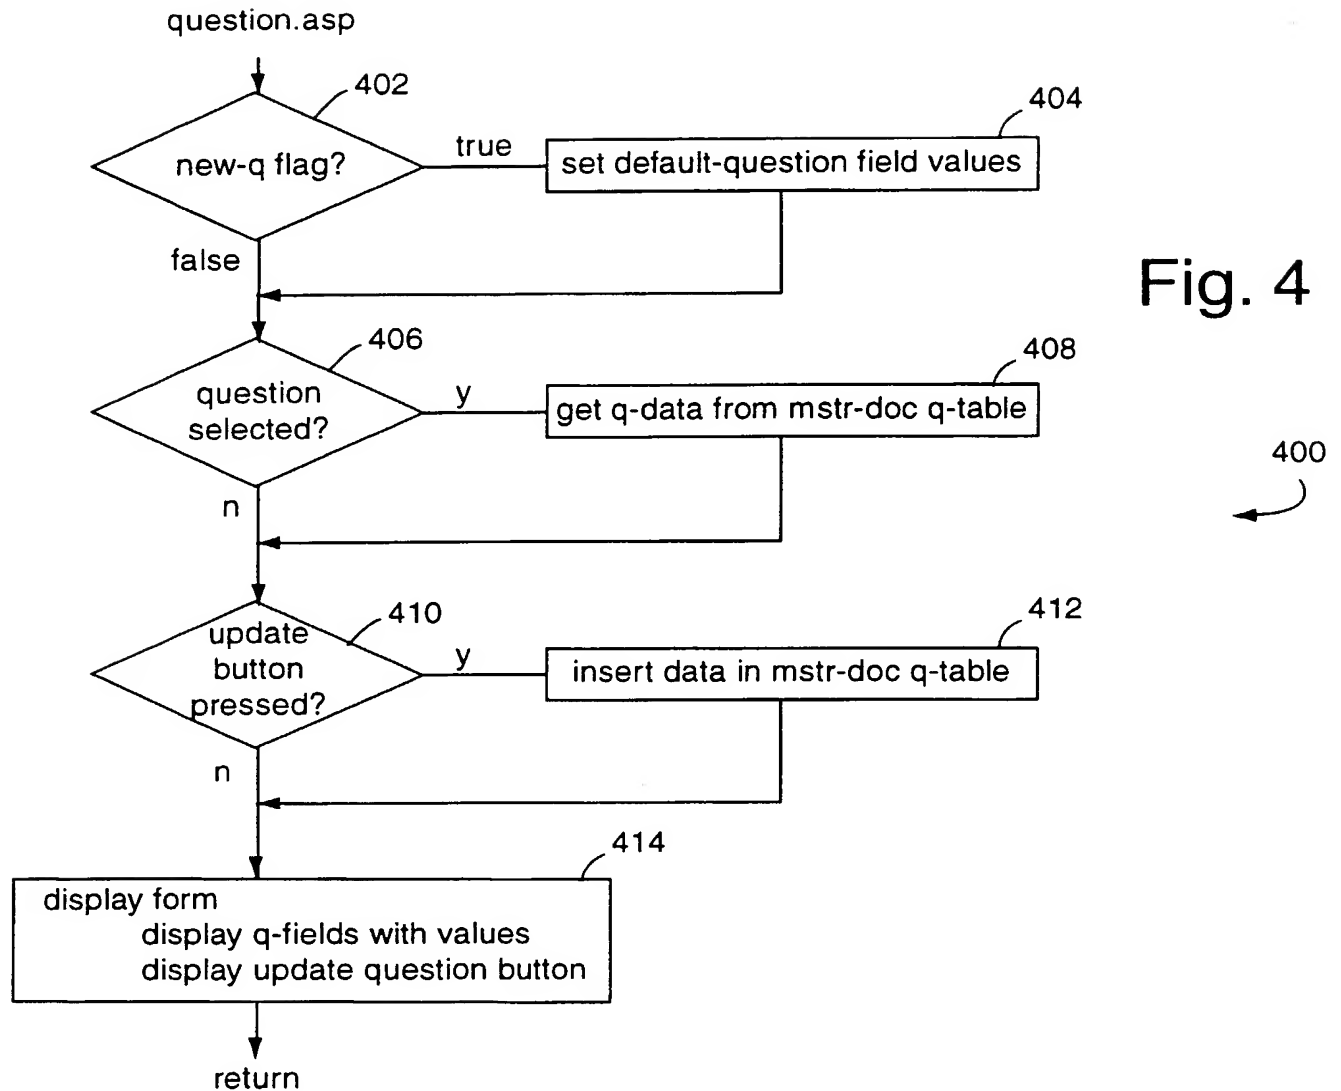 question.asp
402
new-q flag?
true
404
set default-question field values
false
Fig. 4
406
question
selected?
y
408
get q-data from mstr-doc q-table
400
n
410
update
button
pressed?
y
412
insert data in mstr-doc q-table
n
414
display form
display q-fields with values
display update question button
return